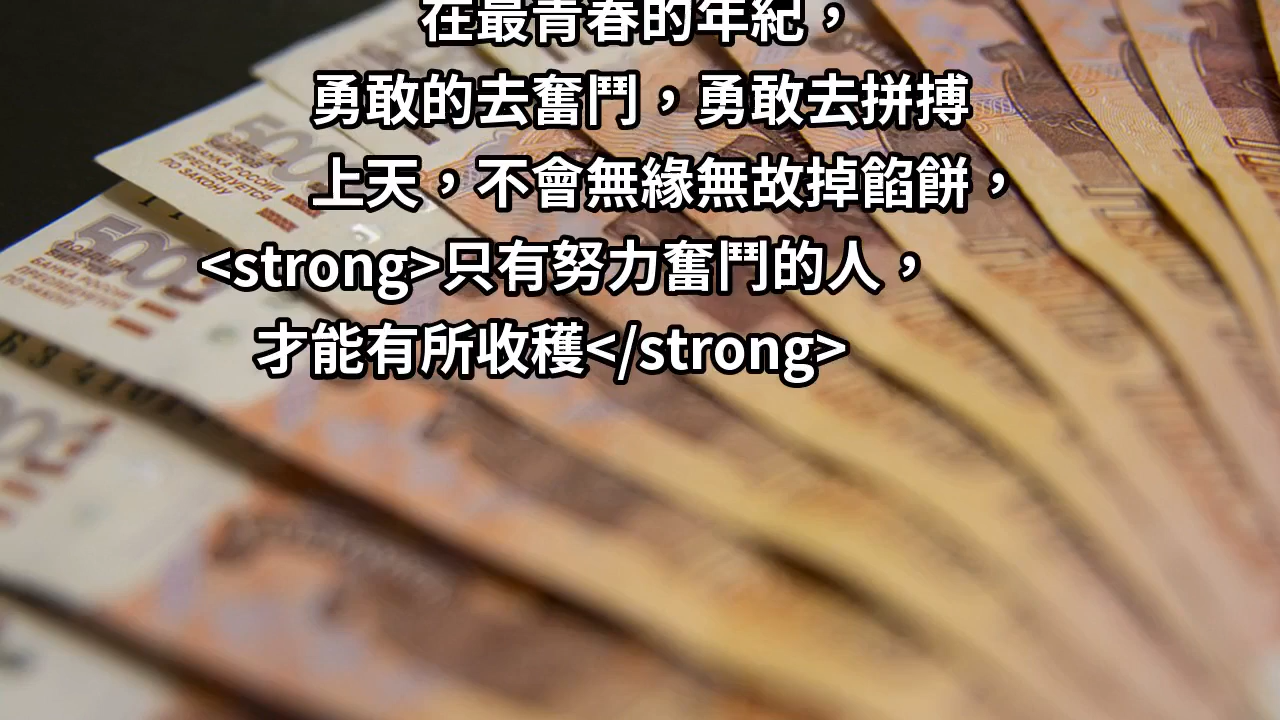 在最青春的年紀，
勇敢的去奮鬥，勇敢去拼搏
上天，不會無緣無故掉餡餅，
<strong>只有努力奮鬥的人，
才能有所收穫</strong>